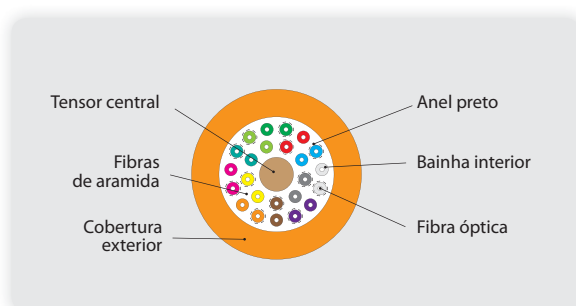 Tensor central
Fibras
de aramida
Cobertura
exterior
Anel preto
Bainha interior
Fibra óptica